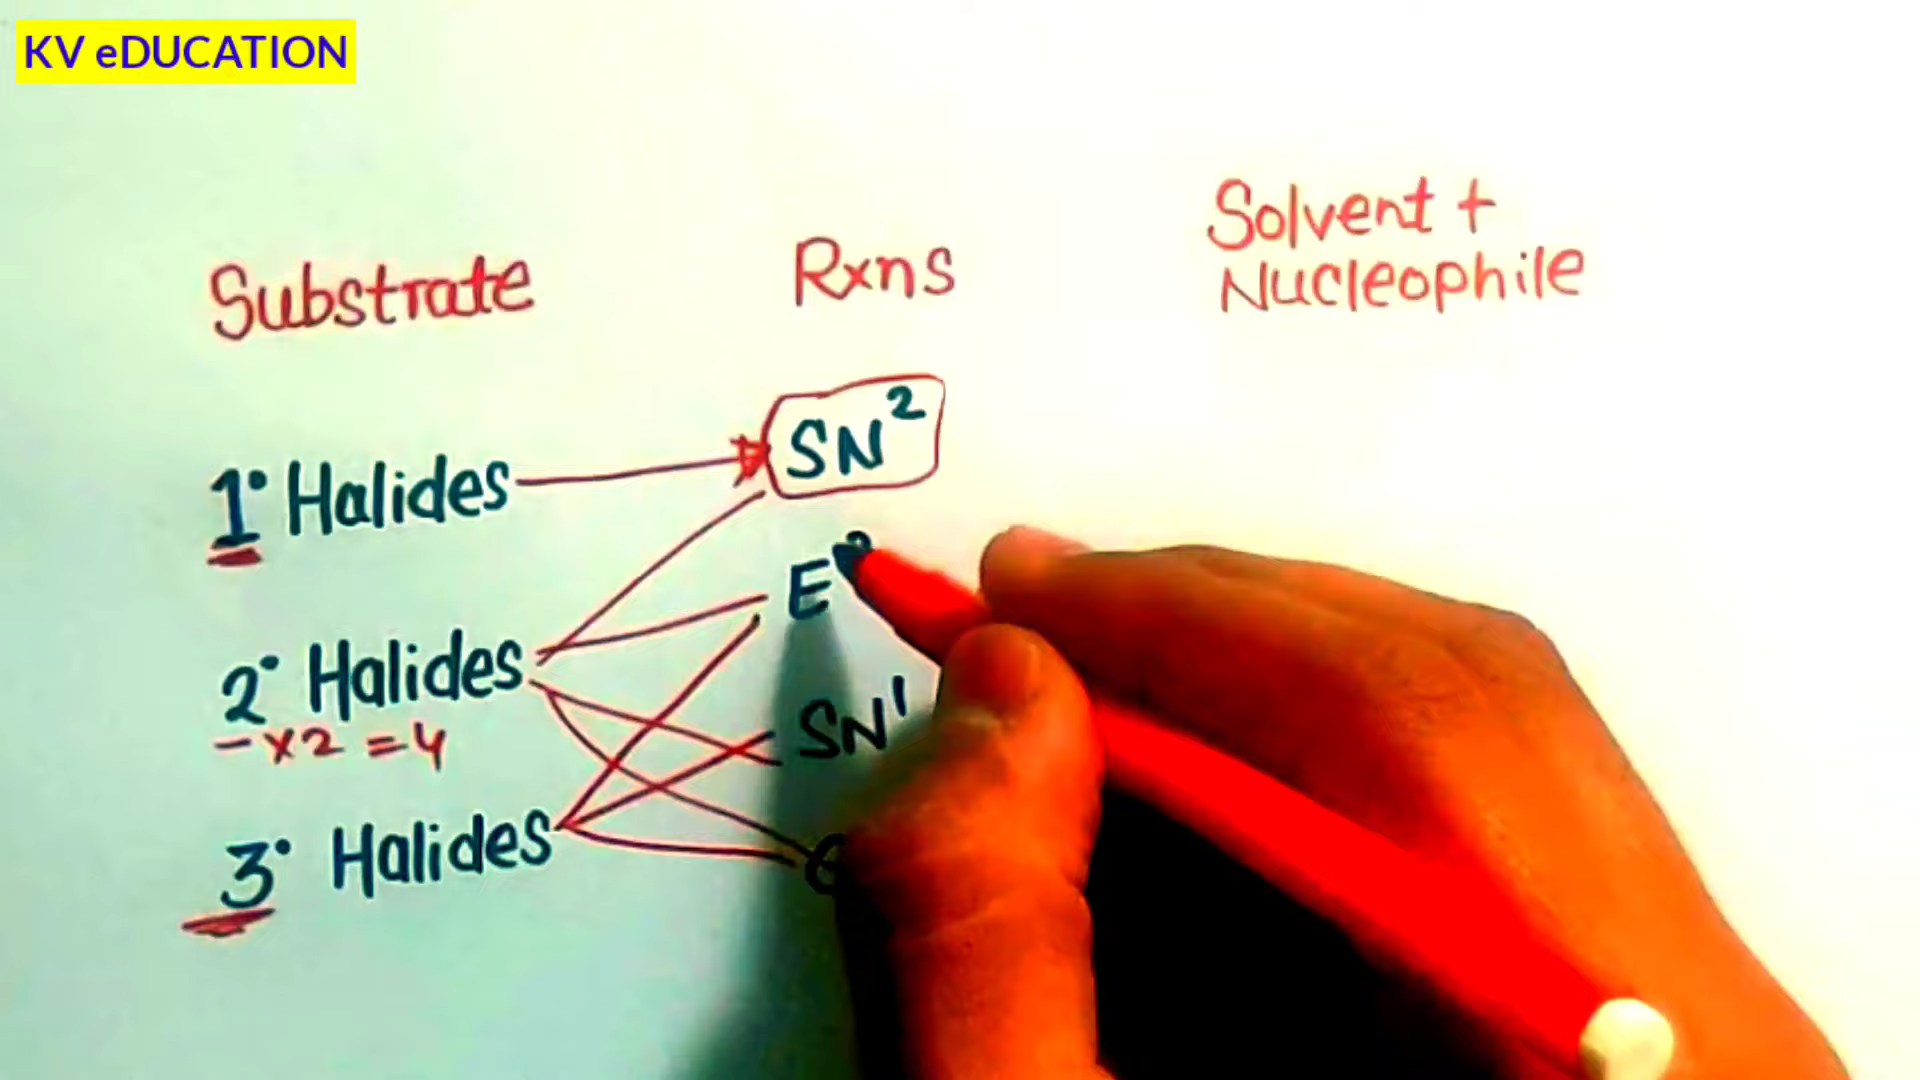 KV eDUCATION
Substrate
Rxns
Solvent +
Nucleophile
1° Halides
SN²
2° Halides
E
- x2 = 4
SN¹
3° Halides